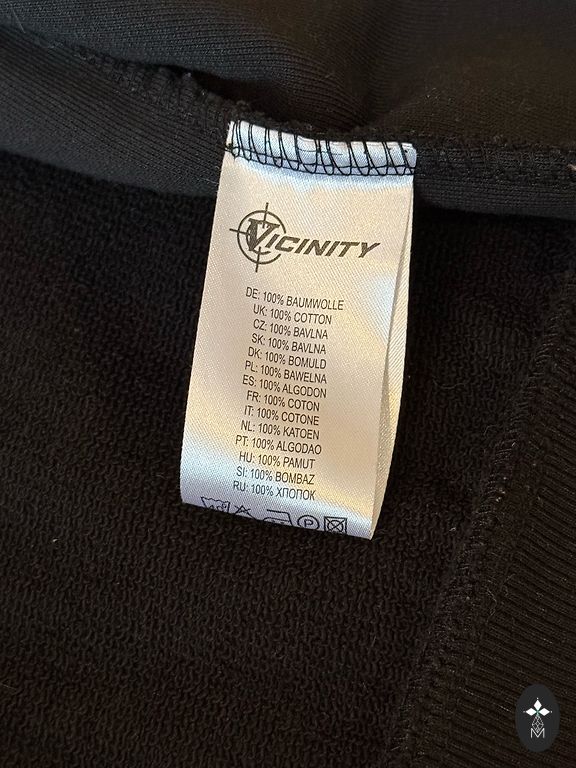 VICINITY
DE: 100% BAUMWOLLE
UK: 100% COTTON
CZ: 100% BAVLNA
SK: 100% BAVLNA
DK: 100% BOMULD
PL: 100% BAWELNA
ES: 100% ALGODON
FR: 100% COTON
IT: 100% COTONE
NL: 100% KATOEN
PT: 100% ALGODAO
HU: 100% PAMUT
SI: 100% BOMBAZ
RU: 100% ХПОПОК
P
M